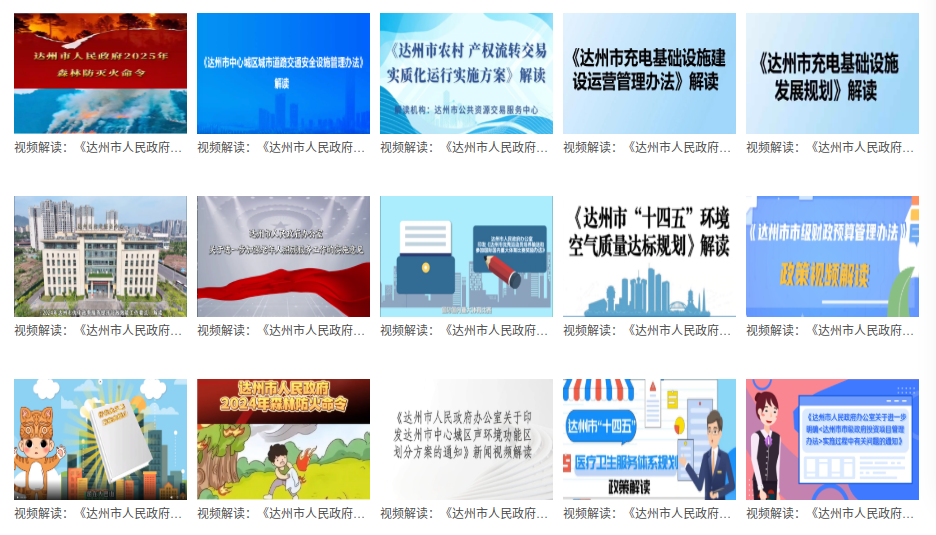 达州市人民政府2025年
森林防灭火命令
《达州市中心城区城市道路交通安全设施管理办法》
解读
《达州市农村 产权流转交易
实质化运行实施方案》解读
解读机构：达州市公共资源交易服务中心
《达州市充电基础设施建
设运营管理办法》解读
《达州市充电基础设施
发展规划》解读
视频解读：《达州市人民政府...
视频解读：《达州市人民政府...
视频解读：《达州市人民政府...
视频解读：《达州市人民政府...
视频解读：《达州市人民政府...
达州市人民政府办公室
《达州市“十四五”环境
空气质量达标规划》解读
《达州市市级财政预算管理办法》
政策视频解读
视频解读：《达州市人民政府...
视频解读：《达州市人民政府...
视频解读：《达州市人民政府...
视频解读：《达州市人民政府...
视频解读：《达州市人民政府...
达州市人民政府
2024年森林防火命令
《达州市人民政府办公室关于印
发达州市中心城区声环境功能区
划分方案的通知》新闻视频解读
达州市“十四五”
医疗卫生服务体系规划
政策解读
《达州市人民政府办公室关于进一步
明确<达州市市级政府投资项目管理
办法>实施过程中有关问题的通知》
视频解读：《达州市人民政府...
视频解读：《达州市人民政府...
视频解读：《达州市人民政府...
视频解读：《达州市人民政府...
视频解读：《达州市人民政府...